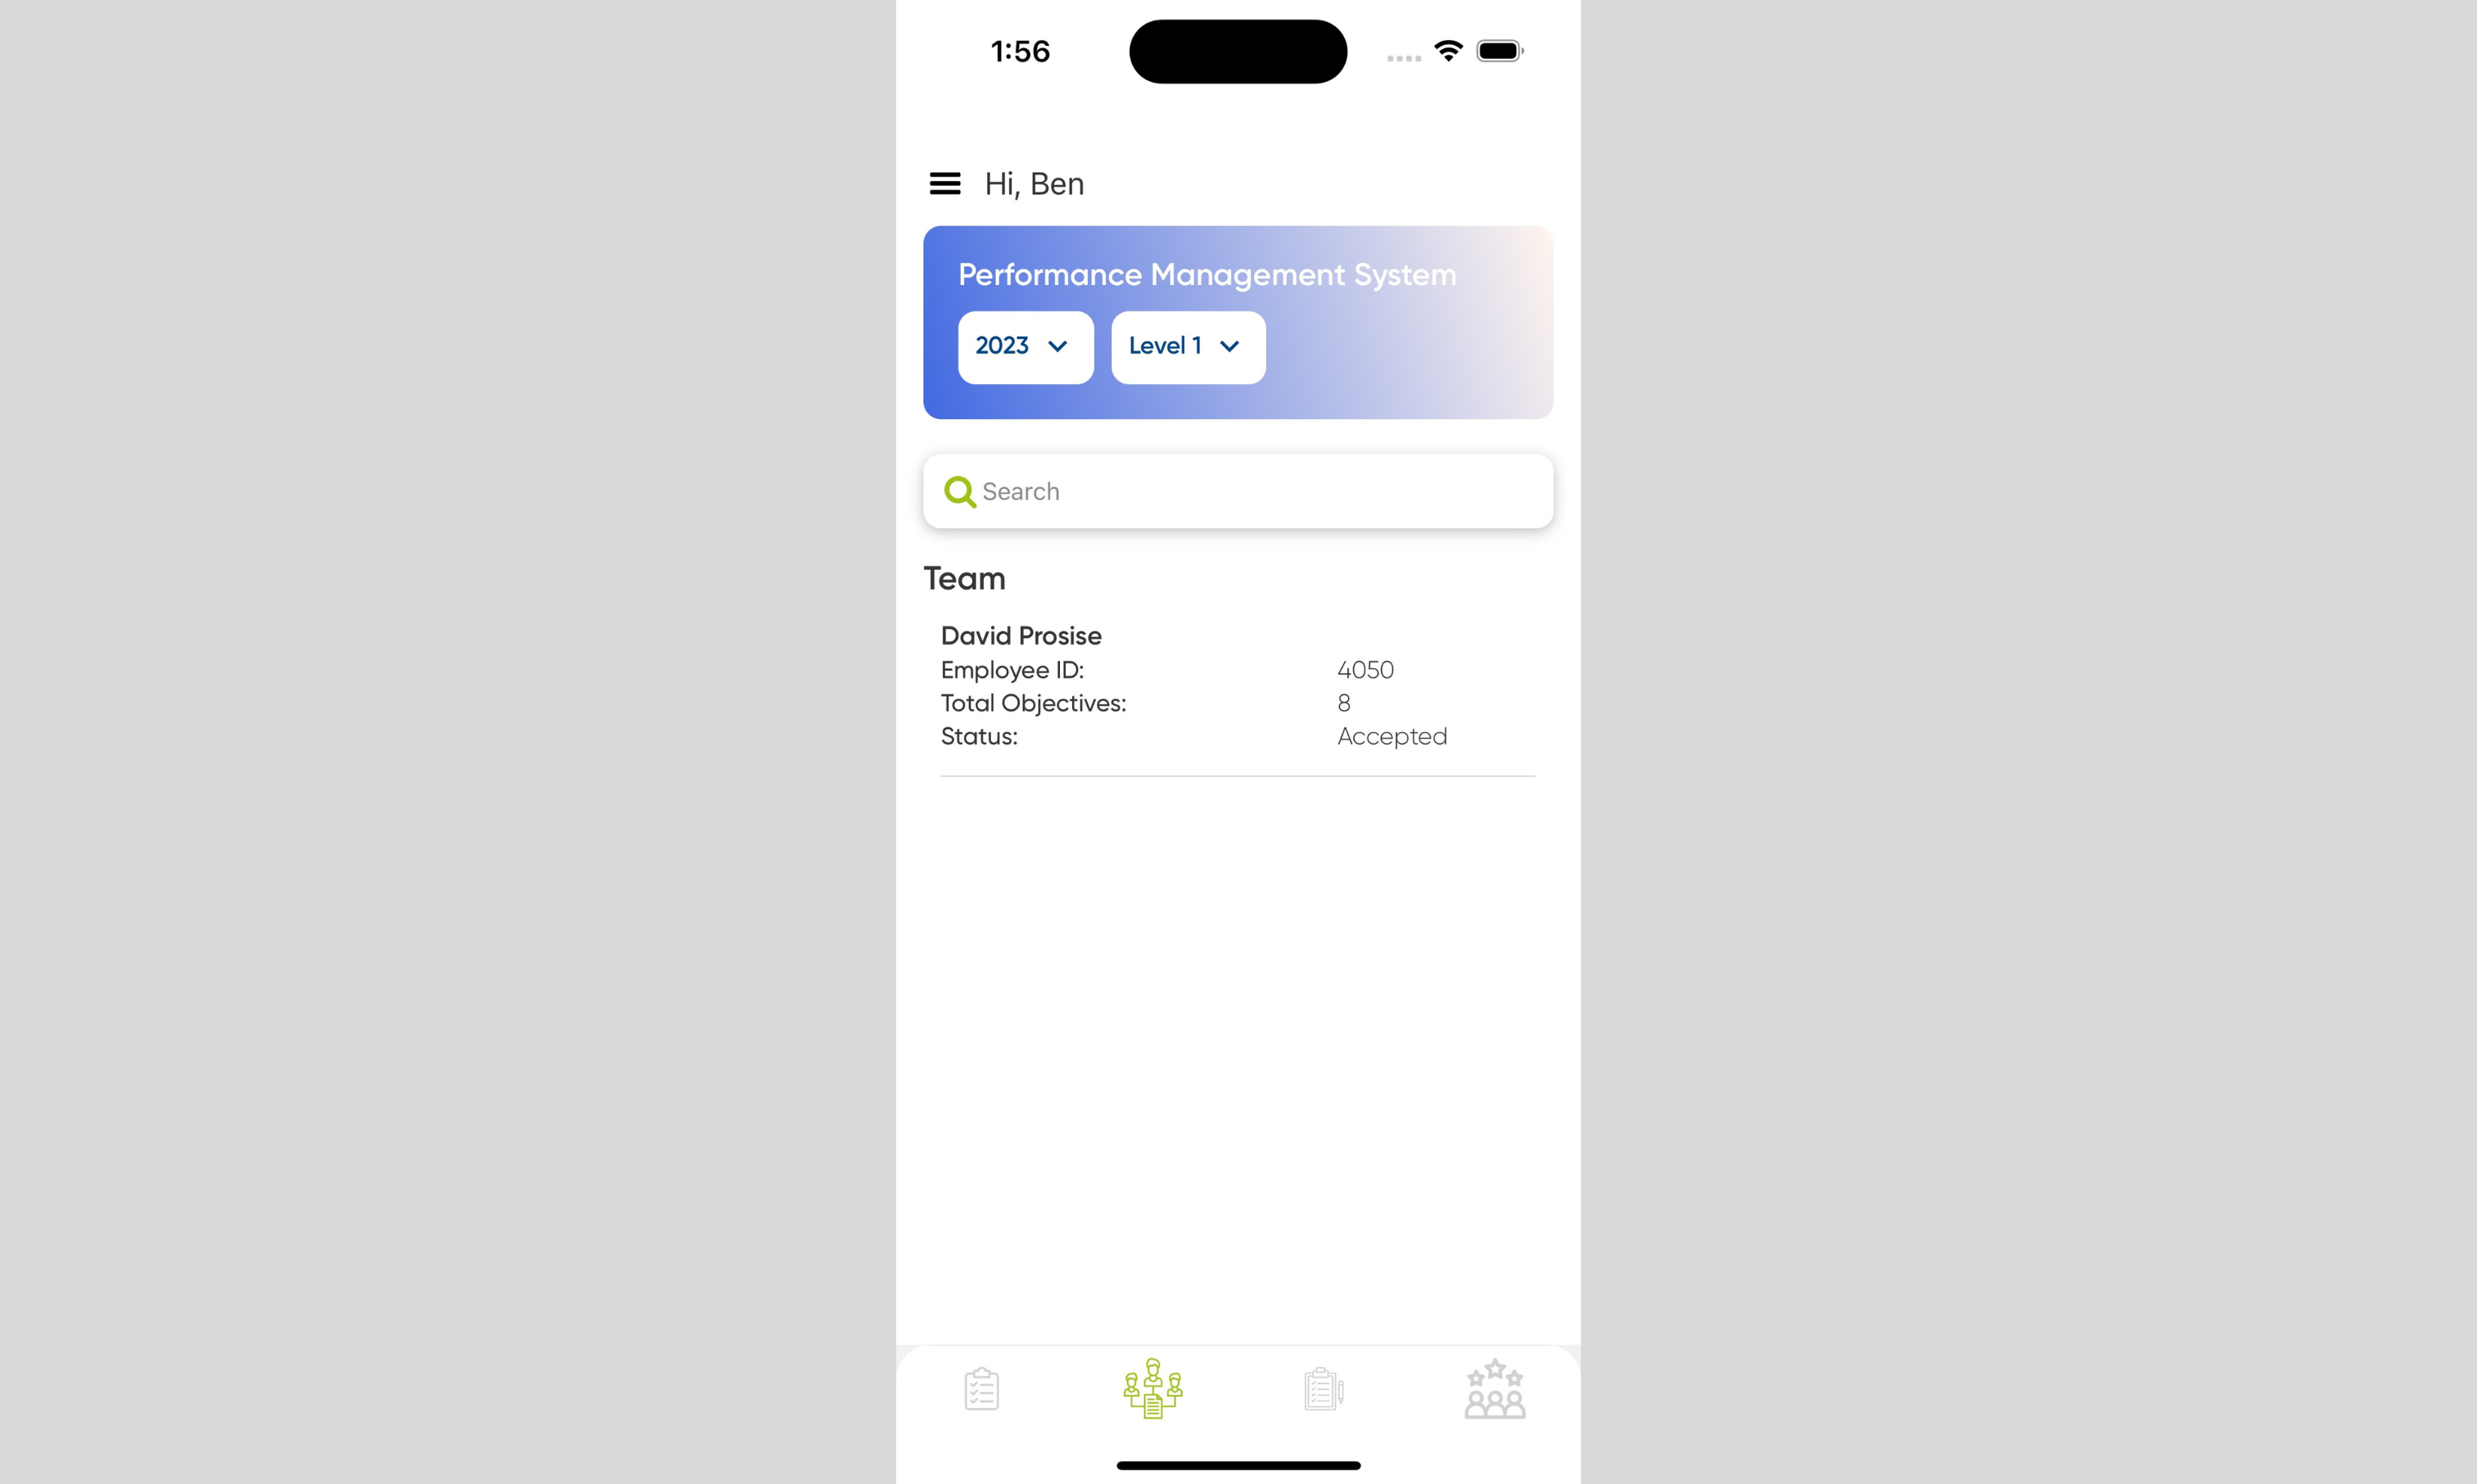 1:56
Hi, Ben
Performance Management System
2023 Level 1
Search
Team
David Prosise
Employee ID: 4050
Total Objectives: 8
Status: Accepted